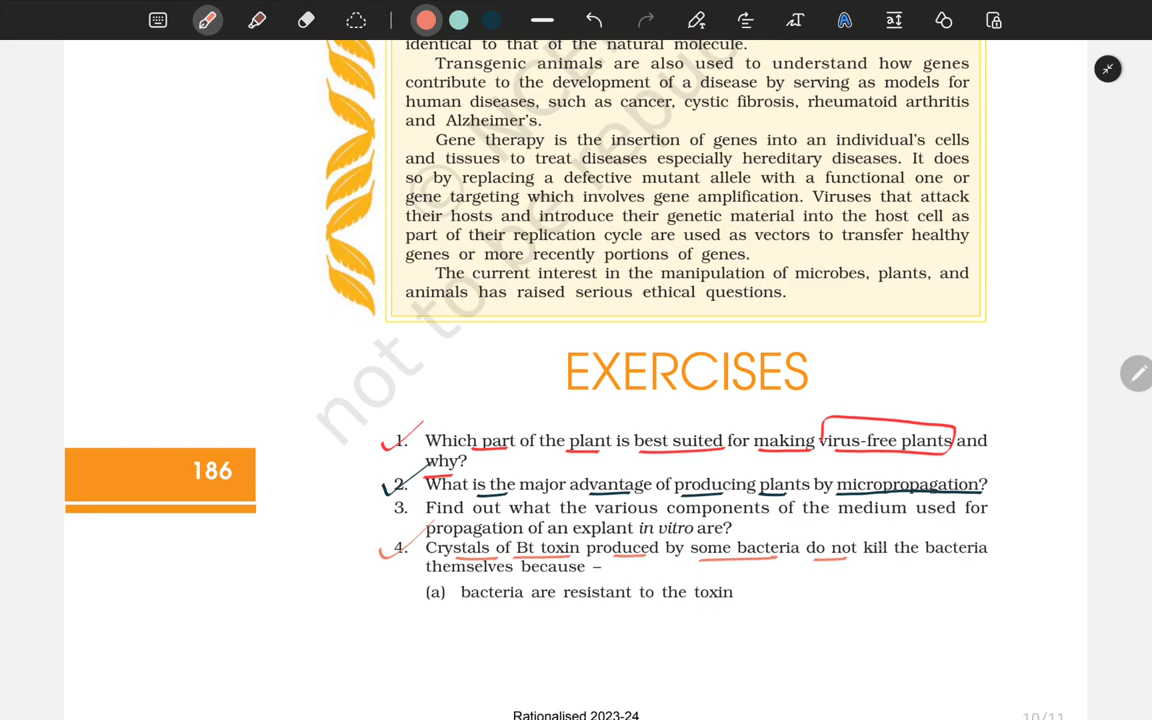 identical to that of the natural molecule.
Transgenic animals are also used to understand how genes
contribute to the development of a disease by serving as models for
human diseases, such as cancer, cystic fibrosis, rheumatoid arthritis
and Alzheimer's.
Gene therapy is the insertion of genes into an individual's cells
and tissues to treat diseases especially hereditary diseases. It does
so by replacing a defective mutant allele with a functional one or
gene targeting which involves gene amplification. Viruses that attack
their hosts and introduce their genetic material into the host cell as
part of their replication cycle are used as vectors to transfer healthy
genes or more recently portions of genes.
The current interest in the manipulation of microbes, plants, and
animals has raised serious ethical questions.
not to be repu
EXERCISES
1. Which part of the plant is best suited for making virus-free plants and
why?
186
2. What is the major advantage of producing plants by micropropagation?
3. Find out what the various components of the medium used for
propagation of an explant in vitro are?
4. Crystals of Bt toxin produced by some bacteria do not kill the bacteria
themselves because –
(a) bacteria are resistant to the toxin
Rationalised 2023-24
10/11